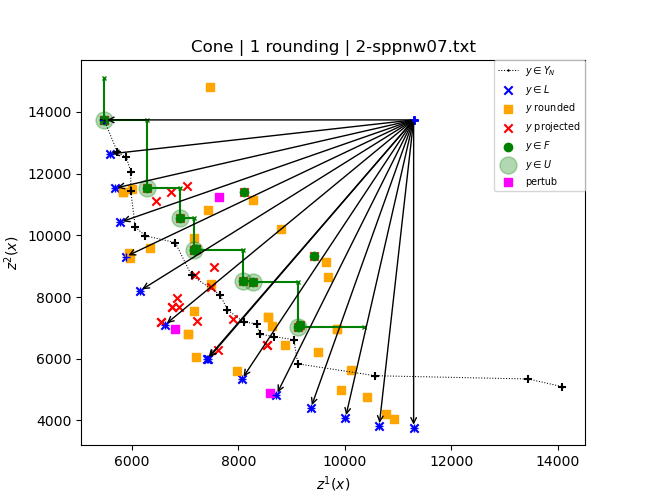 Cone | 1 rounding | 2-sppnw07.txt
y ∈ Y_N
y ∈ L
y rounded
y projected
y ∈ F
y ∈ U
pertub
z²(x)
14000
12000
10000
8000
6000
4000
6000 8000 10000 12000 14000
z¹(x)